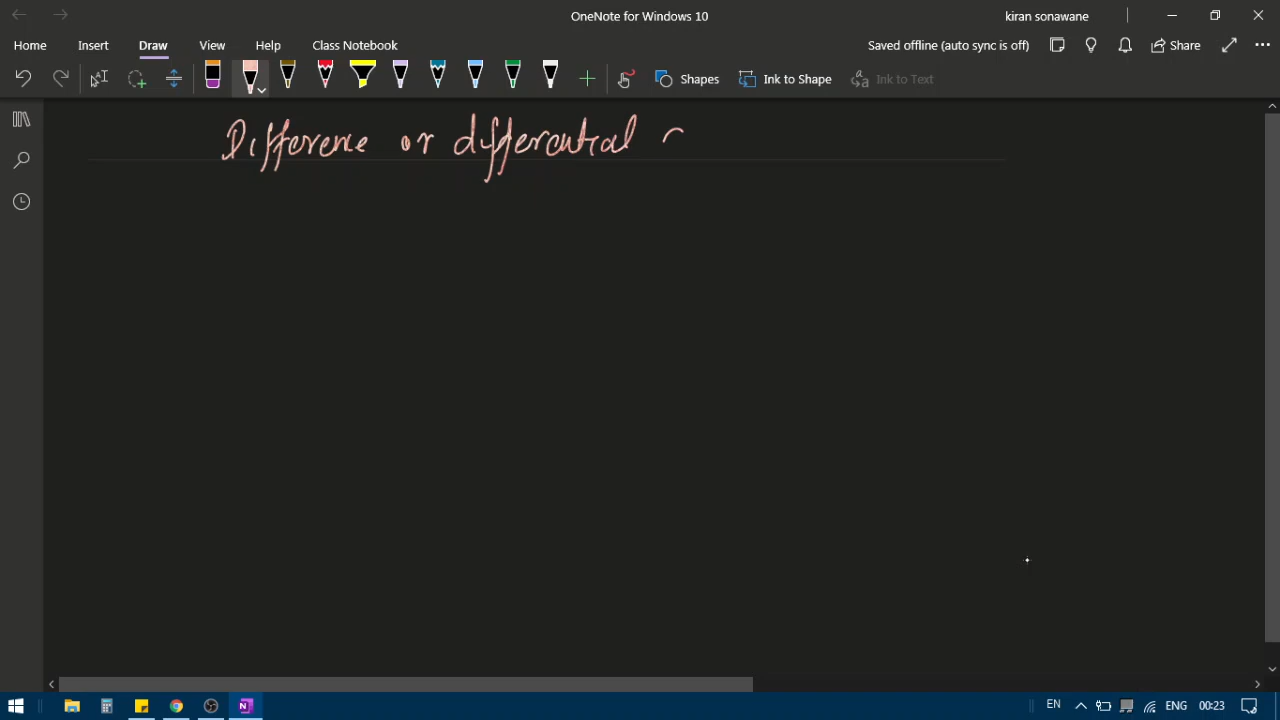 OneNote for Windows 10
kiran sonawane
Home Insert Draw View Help Class Notebook
Saved offline (auto sync is off) Share
Shapes Ink to Shape Ink to Text
Difference or differential
EN ENG 00:23